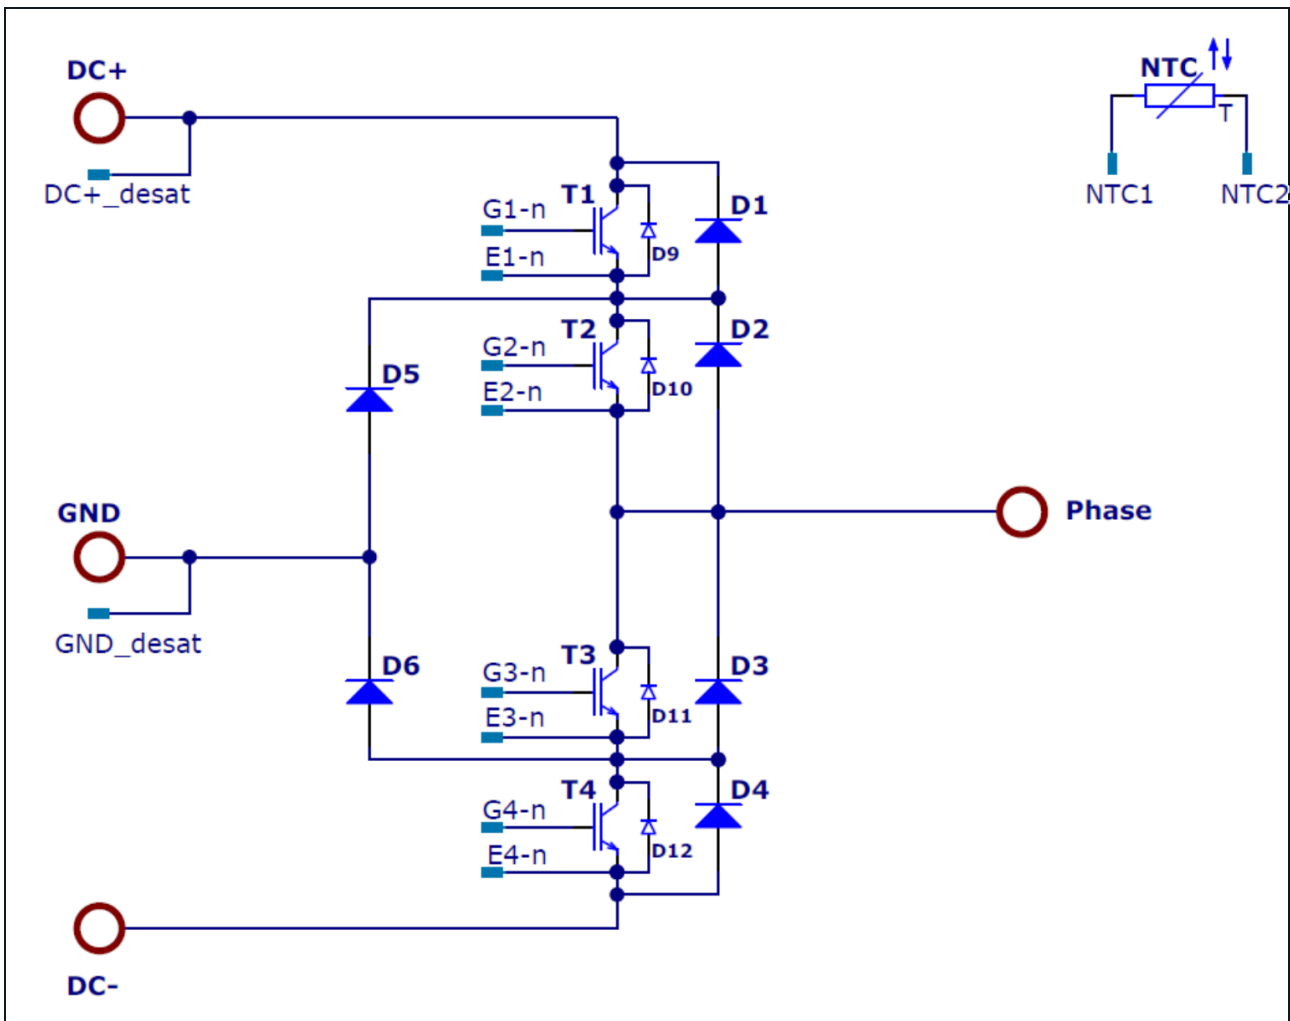 DC+
NTC
T
DC+_desat
NTC1
NTC2
T1
G1-n
D1
E1-n
D9
T2
D2
G2-n
D5
E2-n
D10
GND
Phase
GND_desat
T3
D6
D3
G3-n
E3-n
D11
T4
D4
G4-n
E4-n
D12
DC-